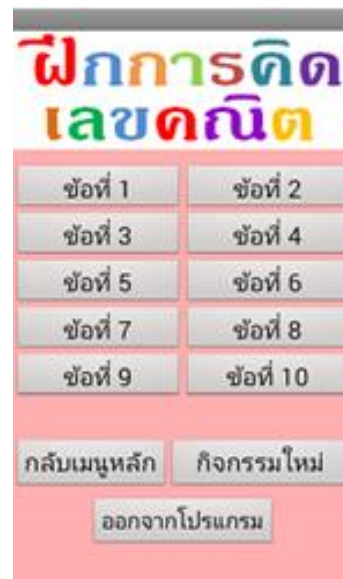 ฝึกการคิด
เลขคณิต
ข้อที่ 1 ข้อที่ 2
ข้อที่ 3 ข้อที่ 4
ข้อที่ 5 ข้อที่ 6
ข้อที่ 7 ข้อที่ 8
ข้อที่ 9 ข้อที่ 10
กลับเมนูหลัก กิจกรรมใหม่
ออกจากโปรแกรม